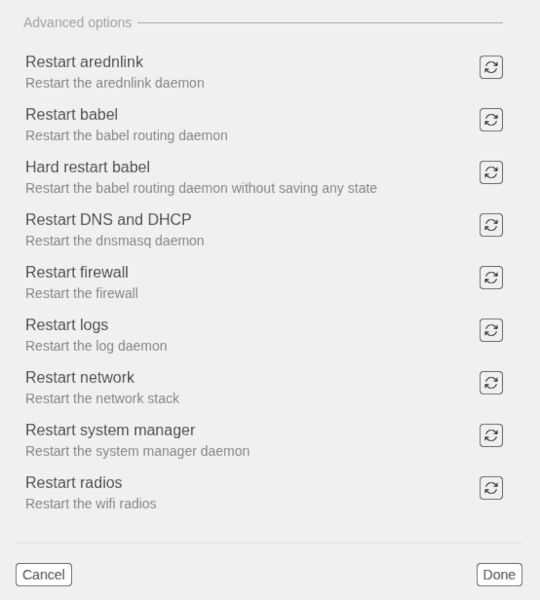 Advanced options
Restart arednlink
Restart the arednlink daemon
Restart babel
Restart the babel routing daemon
Hard restart babel
Restart the babel routing daemon without saving any state
Restart DNS and DHCP
Restart the dnsmasq daemon
Restart firewall
Restart the firewall
Restart logs
Restart the log daemon
Restart network
Restart the network stack
Restart system manager
Restart the system manager daemon
Restart radios
Restart the wifi radios
Cancel
Done